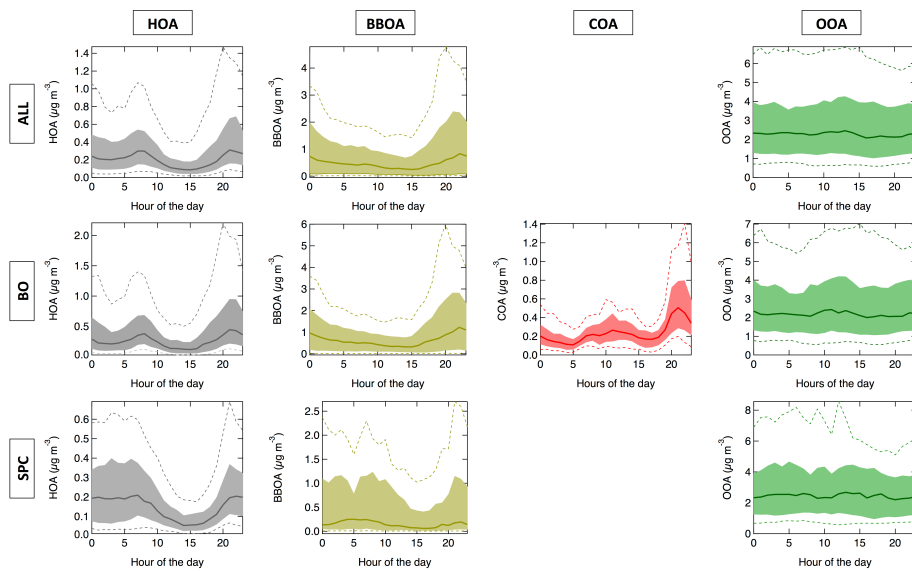 HOA BBOA COA OOA
ALL
HOA (µg m⁻³)
1.4
1.2
1.0
0.8
0.6
0.4
0.2
0.0
0 5 10 15 20
Hour of the day
BBOA (µg m⁻³)
4
3
2
1
0
0 5 10 15 20
Hour of the day
OOA (µg m⁻³)
6
5
4
3
2
1
0
0 5 10 15 20
Hour of the day
BO
HOA (µg m⁻³)
2.0
1.5
1.0
0.5
0.0
0 5 10 15 20
Hour of the day
BBOA (µg m⁻³)
6
5
4
3
2
1
0
0 5 10 15 20
Hour of the day
COA (µg m⁻³)
1.4
1.2
1.0
0.8
0.6
0.4
0.2
0.0
0 5 10 15 20
Hours of the day
OOA (µg m⁻³)
7
6
5
4
3
2
1
0
0 5 10 15 20
Hours of the day
SPC
HOA (µg m⁻³)
0.6
0.5
0.4
0.3
0.2
0.1
0.0
0 5 10 15 20
Hour of the day
BBOA (µg m⁻³)
2.5
2.0
1.5
1.0
0.5
0.0
0 5 10 15 20
Hour of the day
OOA (µg m⁻³)
8
6
4
2
0
0 5 10 15 20
Hour of the day